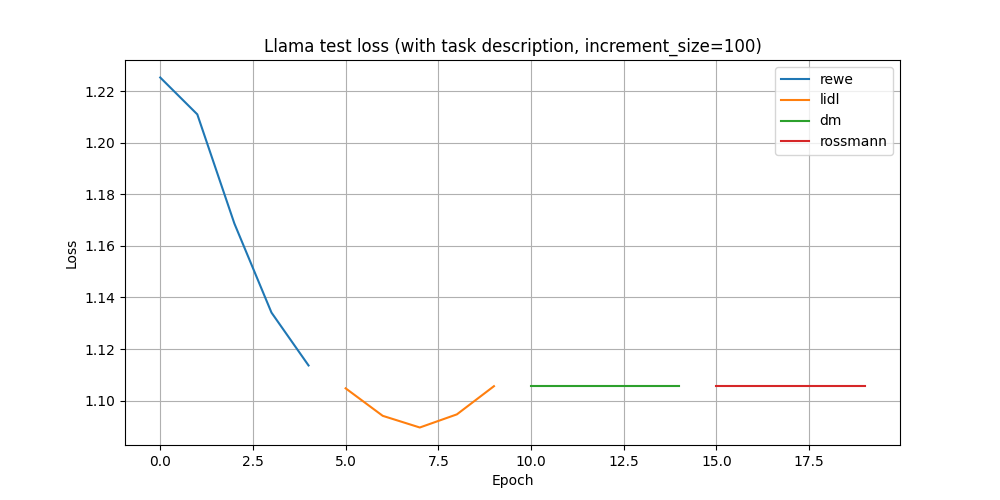 Llama test loss (with task description, increment_size=100)
rewe
lidl
dm
rossmann
1.22
1.20
1.18
1.16
1.14
1.12
1.10
Loss
0.0 2.5 5.0 7.5 10.0 12.5 15.0 17.5
Epoch